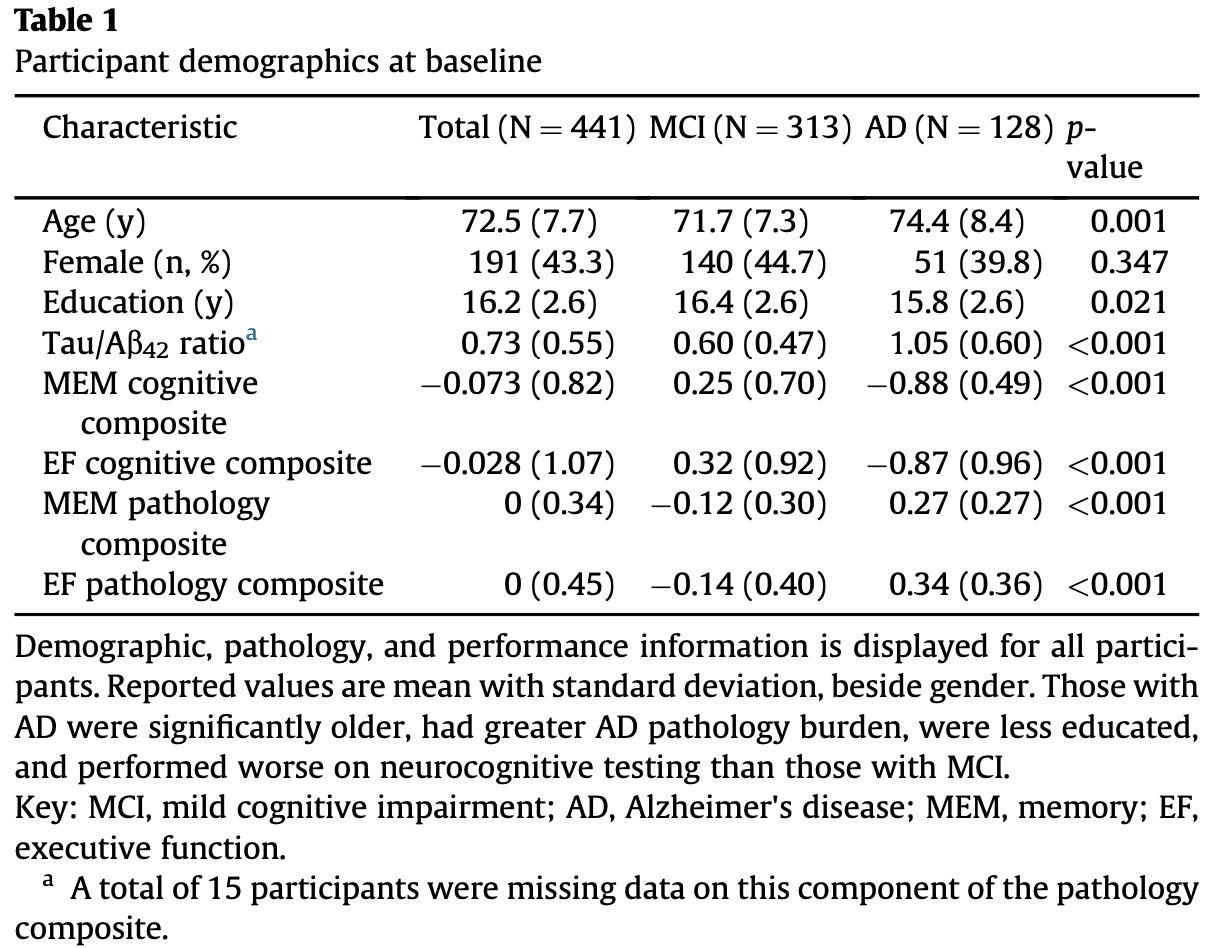 Table 1
Participant demographics at baseline
Characteristic Total (N = 441) MCI (N = 313) AD (N = 128) p-
value
Age (y) 72.5 (7.7) 71.7 (7.3) 74.4 (8.4) 0.001
Female (n, %) 191 (43.3) 140 (44.7) 51 (39.8) 0.347
Education (y) 16.2 (2.6) 16.4 (2.6) 15.8 (2.6) 0.021
Tau/Aβ₄₂ ratioᵃ 0.73 (0.55) 0.60 (0.47) 1.05 (0.60) <0.001
MEM cognitive −0.073 (0.82) 0.25 (0.70) −0.88 (0.49) <0.001
composite
EF cognitive composite −0.028 (1.07) 0.32 (0.92) −0.87 (0.96) <0.001
MEM pathology 0 (0.34) −0.12 (0.30) 0.27 (0.27) <0.001
composite
EF pathology composite 0 (0.45) −0.14 (0.40) 0.34 (0.36) <0.001
Demographic, pathology, and performance information is displayed for all partici-
pants. Reported values are mean with standard deviation, beside gender. Those with
AD were significantly older, had greater AD pathology burden, were less educated,
and performed worse on neurocognitive testing than those with MCI.
Key: MCI, mild cognitive impairment; AD, Alzheimer's disease; MEM, memory; EF,
executive function.
ᵃ A total of 15 participants were missing data on this component of the pathology
composite.